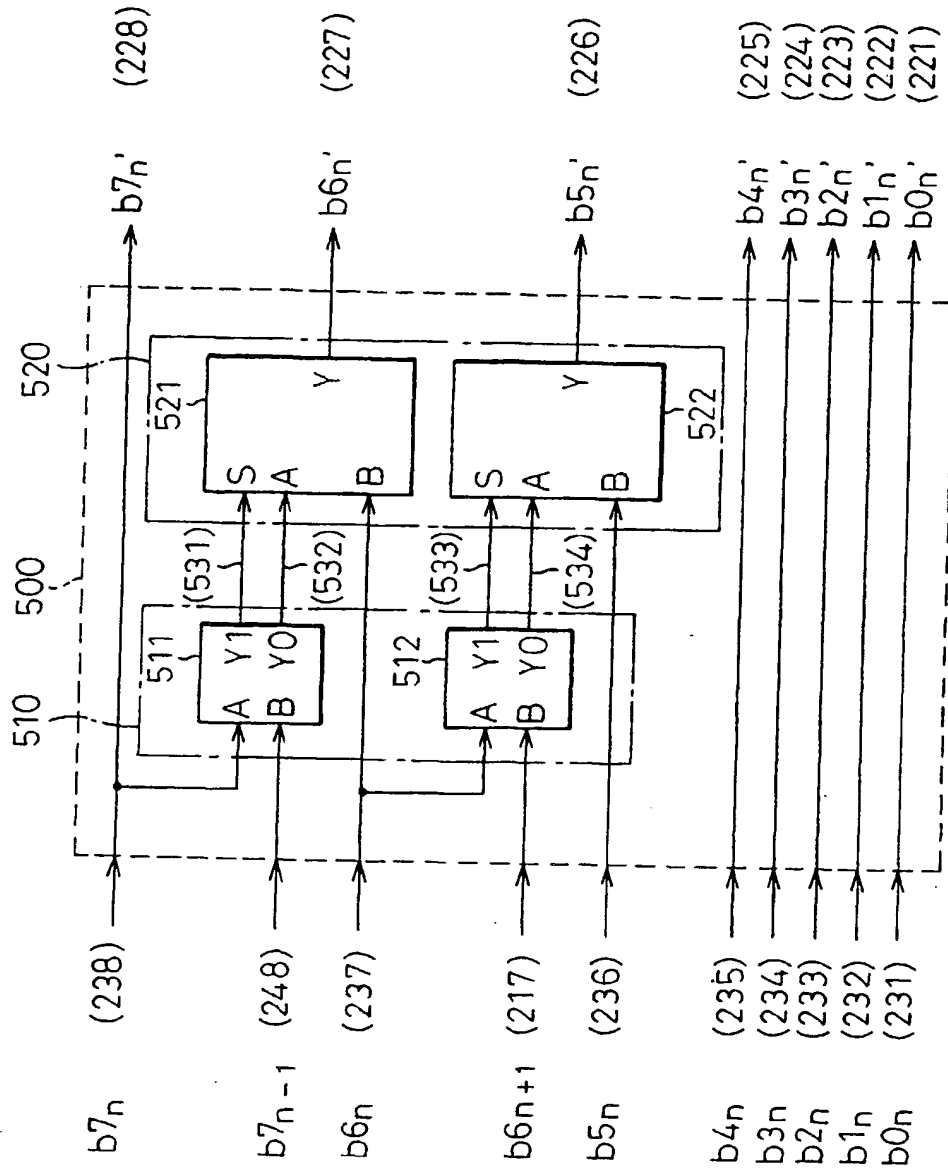 500
510
520
b7n (238) b7n' (228)
511
A Y1 (531) S 521
B Y0 (532) A Y
b7n-1 (248)
b6n (237) B b6n' (227)
512
A Y1 (533) S
B Y0 (534) A Y
b6n+1 (217)
b5n (236) B b5n' (226)
522
b4n (235) b4n' (225)
b3n (234) b3n' (224)
b2n (233) b2n' (223)
b1n (232) b1n' (222)
b0n (231) b0n' (221)